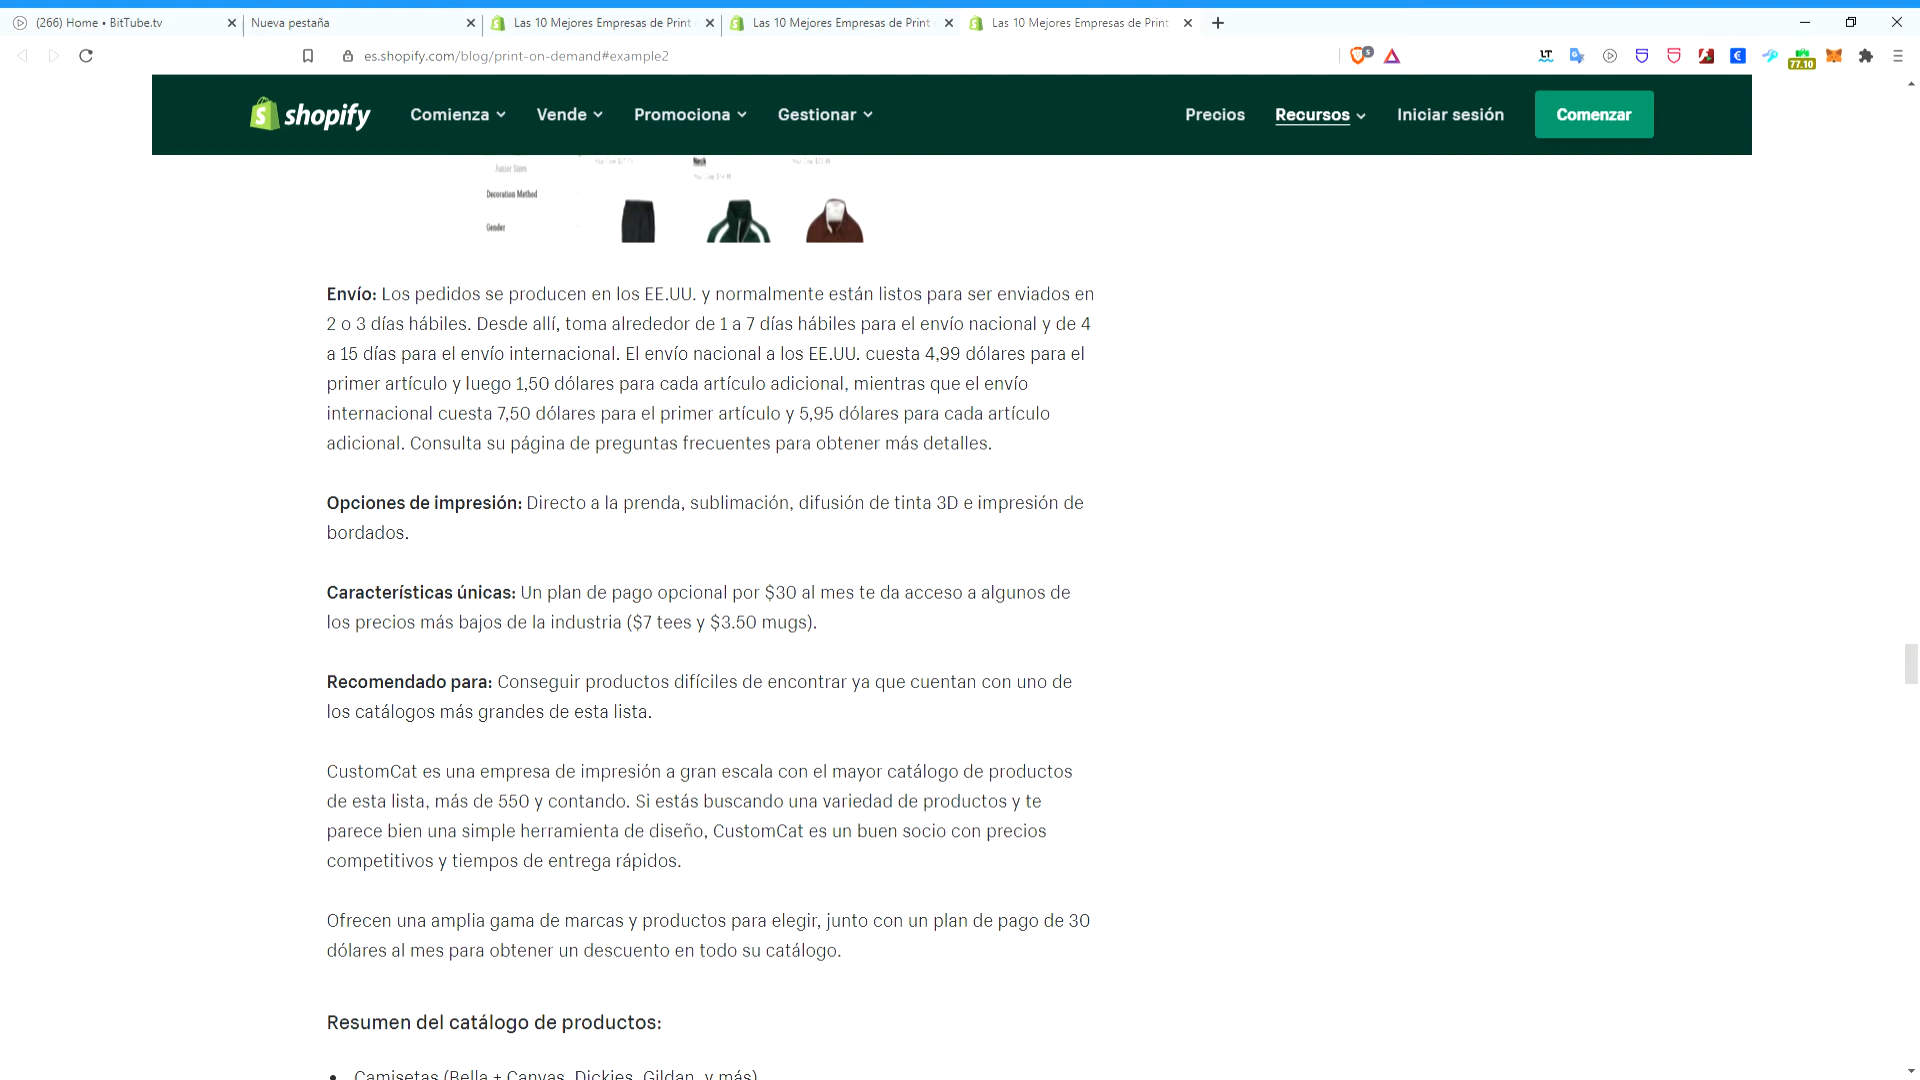 (266) Home • BitTube.tv
Nueva pestaña
Las 10 Mejores Empresas de Print
Las 10 Mejores Empresas de Print
Las 10 Mejores Empresas de Print
es.shopify.com/blog/print-on-demand#example2
5
LT
77.10
shopify
Comienza
Vende
Promociona
Gestionar
Precios
Recursos
Iniciar sesión
Comenzar
Junior Sizes
Neck
Decoration Method
Gender
Envío: Los pedidos se producen en los EE.UU. y normalmente están listos para ser enviados en
2 o 3 días hábiles. Desde allí, toma alrededor de 1 a 7 días hábiles para el envío nacional y de 4
a 15 días para el envío internacional. El envío nacional a los EE.UU. cuesta 4,99 dólares para el
primer artículo y luego 1,50 dólares para cada artículo adicional, mientras que el envío
internacional cuesta 7,50 dólares para el primer artículo y 5,95 dólares para cada artículo
adicional. Consulta su página de preguntas frecuentes para obtener más detalles.
Opciones de impresión: Directo a la prenda, sublimación, difusión de tinta 3D e impresión de
bordados.
Características únicas: Un plan de pago opcional por $30 al mes te da acceso a algunos de
los precios más bajos de la industria ($7 tees y $3.50 mugs).
Recomendado para: Conseguir productos difíciles de encontrar ya que cuentan con uno de
los catálogos más grandes de esta lista.
CustomCat es una empresa de impresión a gran escala con el mayor catálogo de productos
de esta lista, más de 550 y contando. Si estás buscando una variedad de productos y te
parece bien una simple herramienta de diseño, CustomCat es un buen socio con precios
competitivos y tiempos de entrega rápidos.
Ofrecen una amplia gama de marcas y productos para elegir, junto con un plan de pago de 30
dólares al mes para obtener un descuento en todo su catálogo.
Resumen del catálogo de productos:
• Camisetas (Bella + Canvas, Dickies, Gildan, y más)